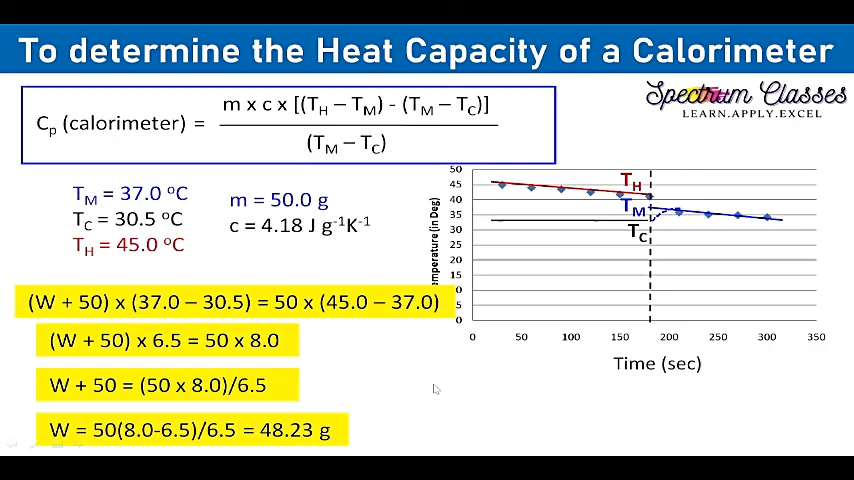 To determine the Heat Capacity of a Calorimeter
Spectrum Classes
LEARN.APPLY.EXCEL
Cp (calorimeter) = m x c x [(TH – TM) - (TM – TC)]
(TM – TC)
TM = 37.0 oC
TC = 30.5 oC
TH = 45.0 oC
m = 50.0 g
c = 4.18 J g-1K-1
(W + 50) x (37.0 – 30.5) = 50 x (45.0 – 37.0)
(W + 50) x 6.5 = 50 x 8.0
W + 50 = (50 x 8.0)/6.5
W = 50(8.0-6.5)/6.5 = 48.23 g
50
45
40
35
30
25
20
15
10
5
0
TH
TM
TC
0 50 100 150 200 250 300 350
Time (sec)